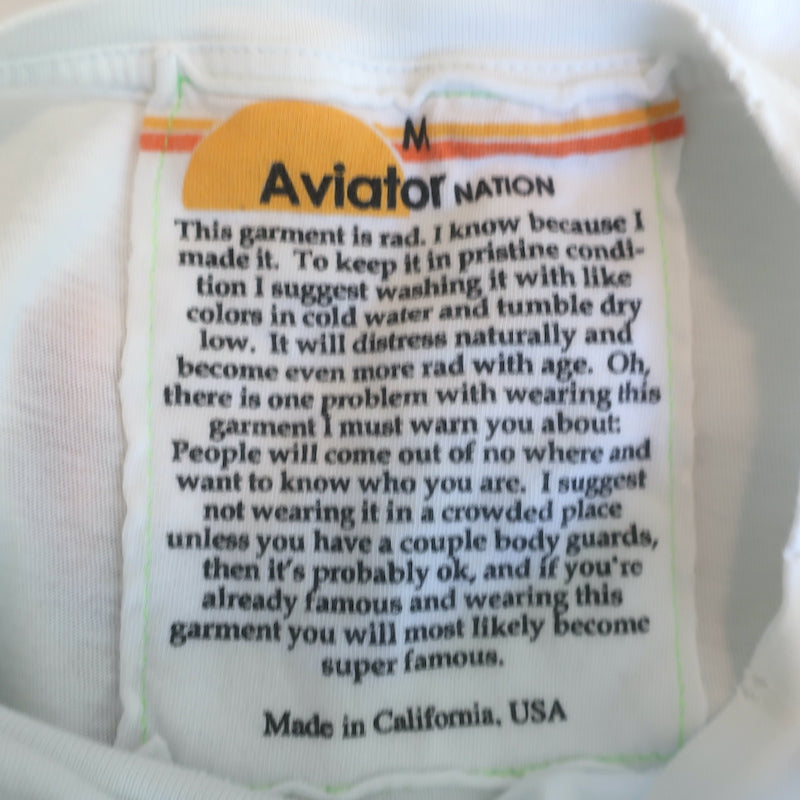 M
Aviator NATION
This garment is rad. I know because I
made it. To keep it in pristine condi-
tion I suggest washing it with like
colors in cold water and tumble dry
low. It will distress naturally and
become even more rad with age. Oh,
there is one problem with wearing this
garment I must warn you about:
People will come out of no where and
want to know who you are. I suggest
not wearing it in a crowded place
unless you have a couple body guards,
then it's probably ok, and if you're
already famous and wearing this
garment you will most likely become
super famous.
Made in California, USA